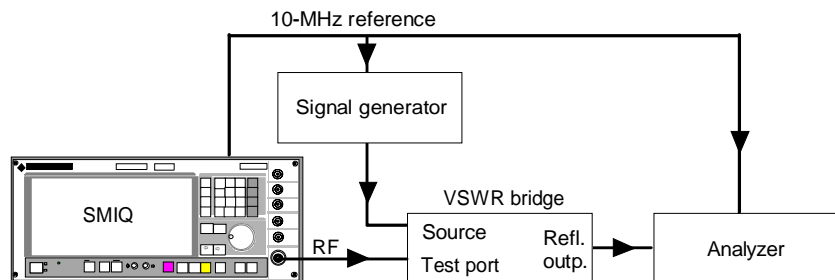 10-MHz reference
Signal generator
VSWR bridge
SMIQ
RF
Source
Test port
Refl.
outp.
Analyzer